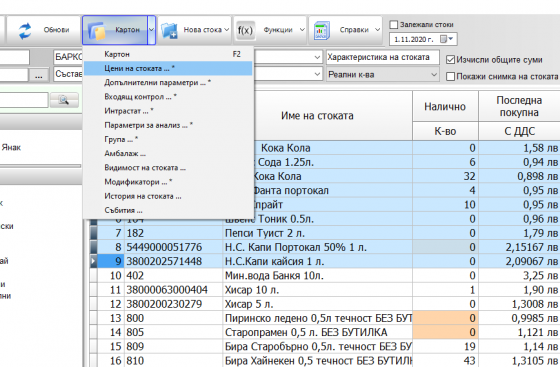 Обнови Картон Нова стока f(x) Функции Справки Залежали стоки
1.11.2020 г.
БАРКО Характеристика на стоката Изчисли общите суми
... Състав Реални к-ва Покажи снимка на стоката
Картон F2
Цени на стоката ... *
Допълнителни параметри ... *
Входящ контрол ... *
Интрастат ... *
Параметри за анализ ... *
Група ... *
Амбалаж ...
Видимост на стоката ...
Модификатори ... *
История на стоката ...
Събития ...
Янак
Име на стоката Налично Последна покупна
К-во С ДДС
Кока Кола 0 1,58 лв
Сода 1.25л. 6 0,94 лв
Кока Кола 32 0,898 лв
Фанта портокал 4 0,95 лв
Спрайт 10 0,95 лв
6 104 Швепс Тоник 0.5л. 0 0,96 лв
7 182 Пепси Туист 2 л. 0 1,79 лв
8 5449000051776 Н.С. Капи Портокал 50% 1 л. 0 2,15167 лв
9 3800202571448 Н.С.Капи кайсия 1 л. 0 2,09067 лв
10 402 Мин.вода Банкя 10л. 0 3,25 лв
11 38000063000404 Хисар 10 л. 1 1,90 лв
12 3800200230279 Хисар 5 л. 0 1,3008 лв
13 800 Пиринско ледено 0,5л течност БЕЗ БУТ 0 0,9985 лв
14 805 Старопрамен 0,5 л. БЕЗ БУТИЛКА 0 1,121 лв
15 809 Бира Старобърно 0,5л. течност БЕЗ БУТ 19 1,14 лв
16 810 Бира Хайнекен 0,5 течност БЕЗ БУТИЛК 43 1,3105 лв